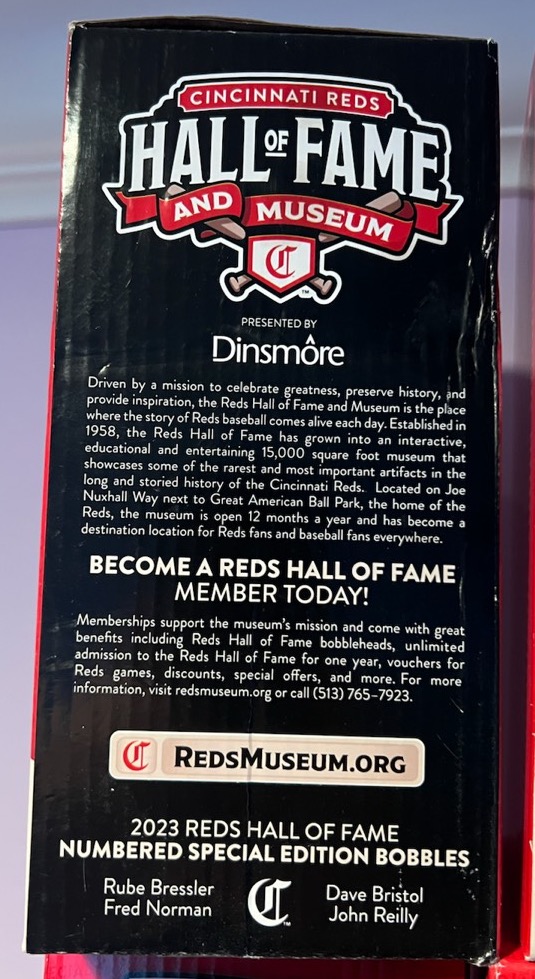 CINCINNATI REDS
HALL OF FAME
AND MUSEUM
C
TM
PRESENTED BY
Dinsmôre
Driven by a mission to celebrate greatness, preserve history, and
provide inspiration, the Reds Hall of Fame and Museum is the place
where the story of Reds baseball comes alive each day. Established in
1958, the Reds Hall of Fame has grown into an interactive,
educational and entertaining 15,000 square foot museum that
showcases some of the rarest and most important artifacts in the
long and storied history of the Cincinnati Reds. Located on Joe
Nuxhall Way next to Great American Ball Park, the home of the
Reds, the museum is open 12 months a year and has become a
destination location for Reds fans and baseball fans everywhere.
BECOME A REDS HALL OF FAME
MEMBER TODAY!
Memberships support the museum's mission and come with great
benefits including Reds Hall of Fame bobbleheads, unlimited
admission to the Reds Hall of Fame for one year, vouchers for
Reds games, discounts, special offers, and more. For more
information, visit redsmuseum.org or call (513) 765-7923.
C REDSMUSEUM.ORG
2023 REDS HALL OF FAME
NUMBERED SPECIAL EDITION BOBBLES
Rube Bressler
Fred Norman
C
TM
Dave Bristol
John Reilly